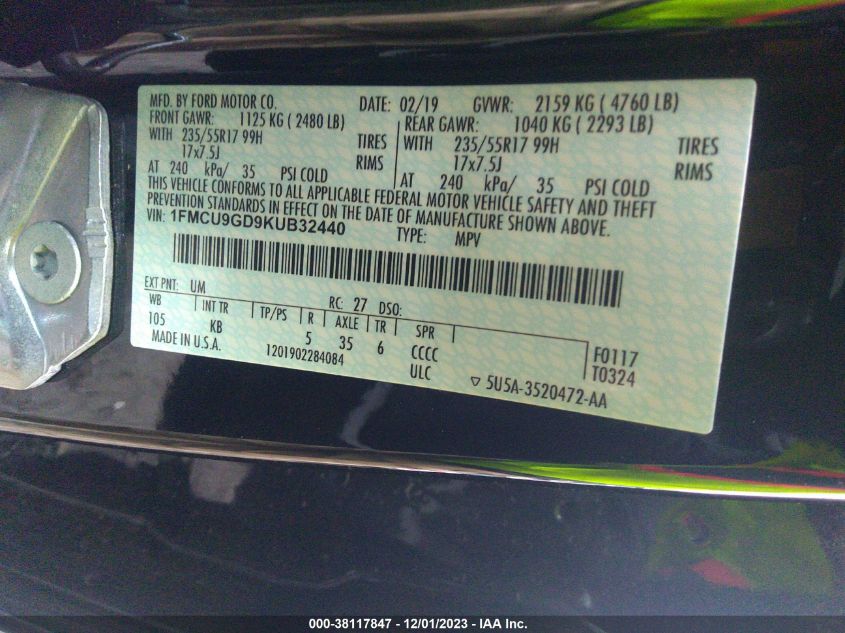 MFD. BY FORD MOTOR CO.
DATE: 02/19 GVWR: 2159 KG ( 4760 LB)
FRONT GAWR: 1125 KG ( 2480 LB)
REAR GAWR: 1040 KG ( 2293 LB)
WITH 235/55R17 99H TIRES
WITH 235/55R17 99H TIRES
17x7.5J RIMS
17x7.5J RIMS
AT 240 kPa/ 35 PSI COLD
AT 240 kPa/ 35 PSI COLD
THIS VEHICLE CONFORMS TO ALL APPLICABLE FEDERAL MOTOR VEHICLE SAFETY AND THEFT
PREVENTION STANDARDS IN EFFECT ON THE DATE OF MANUFACTURE SHOWN ABOVE.
VIN: 1FMCU9GD9KUB32440 TYPE: MPV
EXT PNT: UM RC: 27 DSO:
WB INT TR TP/PS R AXLE TR SPR
105 KB 5 35 6 CCCC F0117
MADE IN U.S.A. 1201902284084 ULC T0324
▽ 5U5A-3520472-AA
000-38117847 - 12/01/2023 - IAA Inc.